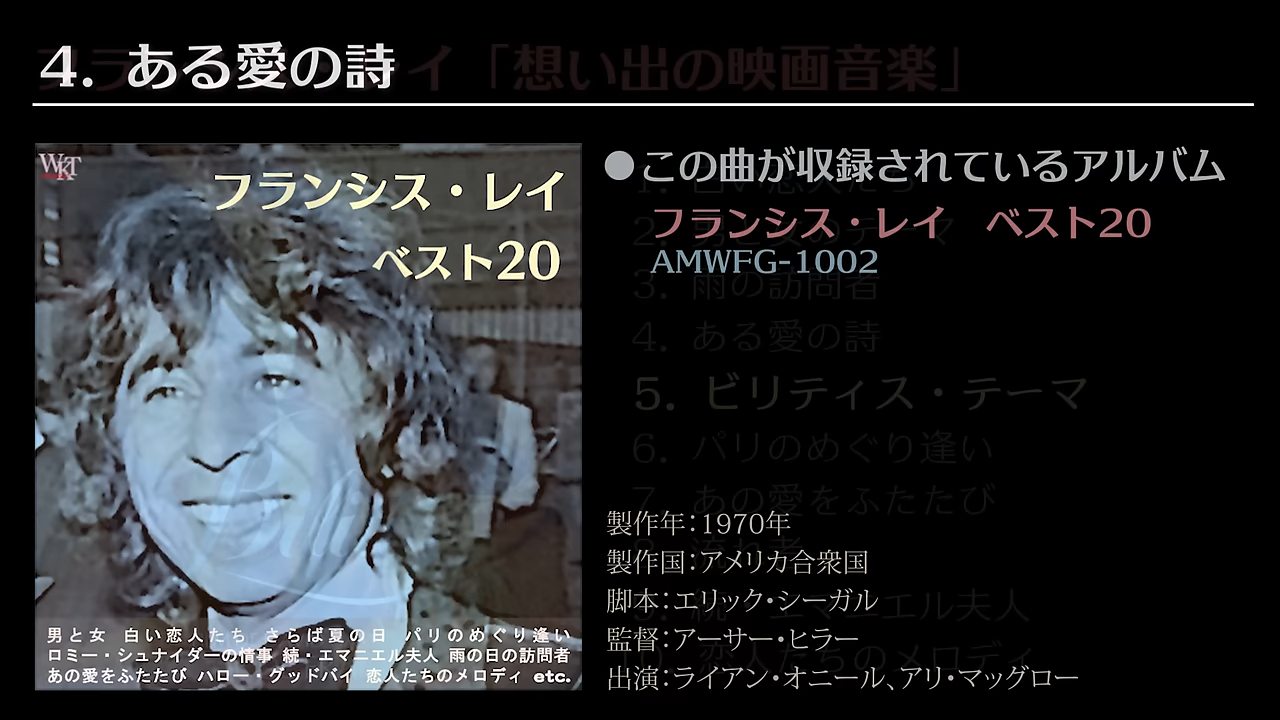 4. ある愛の詩
イ「想い出の映画音楽」
WKT
フランシス・レイ
ベスト20
男と女 白い恋人たち さらば夏の日 パリのめぐり逢い
ロミー・シュナイダーの情事 続・エマニエル夫人 雨の日の訪問者
あの愛をふたたび ハロー・グッドバイ 恋人たちのメロディ etc.
●この曲が収録されているアルバム
フランシス・レイ ベスト20
AMWFG-1002
3. 雨の訪問者
4. ある愛の詩
5. ビリティス・テーマ
6. パリのめぐり逢い
7. あの愛をふたたび
製作年:1970年
製作国:アメリカ合衆国
脚本:エリック・シーガル
監督:アーサー・ヒラー
出演:ライアン・オニール、アリ・マッグロー